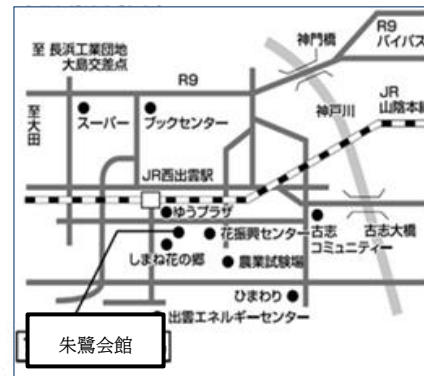 至 長浜工業団地
大島交差点
R9
神門橋
R9
バイパス
至大田
スーパー
ブックセンター
神戸川
JR
山陰本線
JR西出雲駅
ゆうプラザ
花振興センター
古志
コミュニティー
古志大橋
しまね花の郷
農業試験場
ひまわり
出雲エネルギーセンター
朱鷺会館